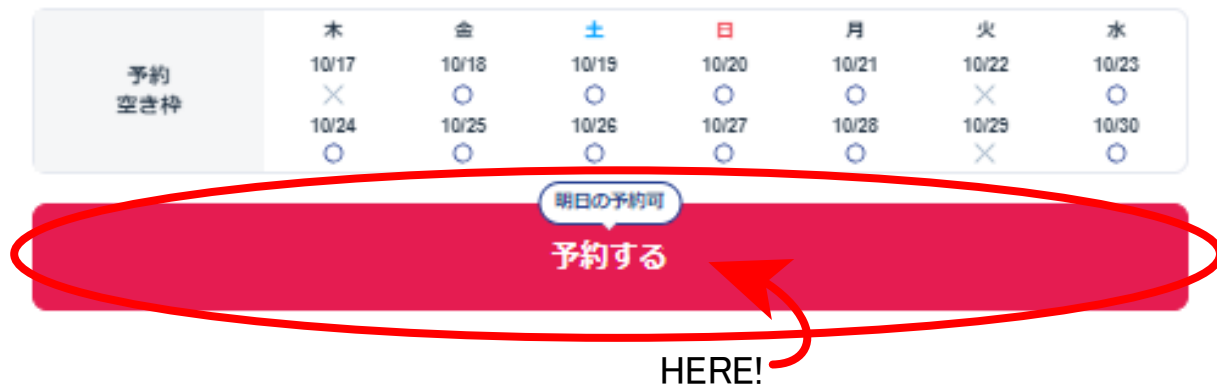 木 金 土 日 月 火 水
予約
空き枠
10/17 10/18 10/19 10/20 10/21 10/22 10/23
× ○ ○ ○ ○ × ○
10/24 10/25 10/26 10/27 10/28 10/29 10/30
○ ○ ○ ○ ○ × ○
明日の予約可
予約する
HERE!